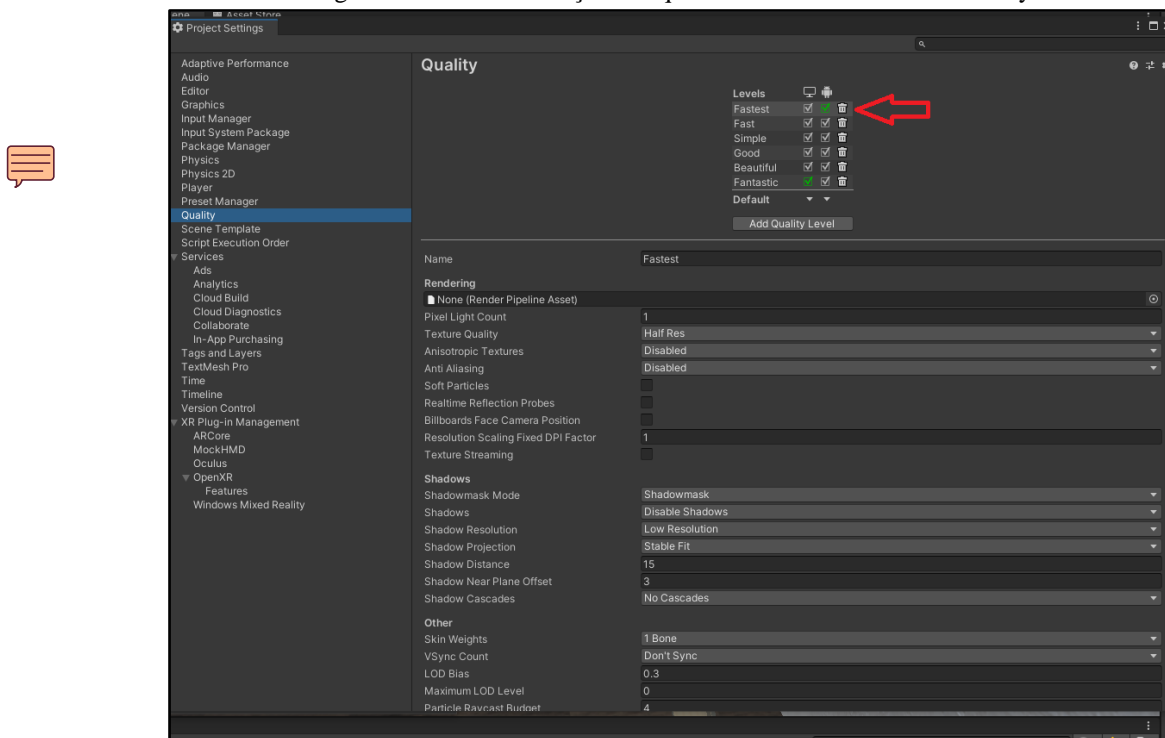 Asset Store
Project Settings
Adaptive Performance
Audio
Editor
Graphics
Input Manager
Input System Package
Package Manager
Physics
Physics 2D
Player
Preset Manager
Quality
Scene Template
Script Execution Order
Services
Ads
Analytics
Cloud Build
Cloud Diagnostics
Collaborate
In-App Purchasing
Tags and Layers
TextMesh Pro
Time
Timeline
Version Control
XR Plug-in Management
ARCore
MockHMD
Oculus
OpenXR
Features
Windows Mixed Reality
Quality
Levels
Fastest
Fast
Simple
Good
Beautiful
Fantastic
Default
Add Quality Level
Name Fastest
Rendering
None (Render Pipeline Asset)
Pixel Light Count 1
Texture Quality Half Res
Anisotropic Textures Disabled
Anti Aliasing Disabled
Soft Particles
Realtime Reflection Probes
Billboards Face Camera Position
Resolution Scaling Fixed DPI Factor 1
Texture Streaming
Shadows
Shadowmask Mode Shadowmask
Shadows Disable Shadows
Shadow Resolution Low Resolution
Shadow Projection Stable Fit
Shadow Distance 15
Shadow Near Plane Offset 3
Shadow Cascades No Cascades
Other
Skin Weights 1 Bone
VSync Count Don't Sync
LOD Bias 0.3
Maximum LOD Level 0
Particle Raycast Budget 4